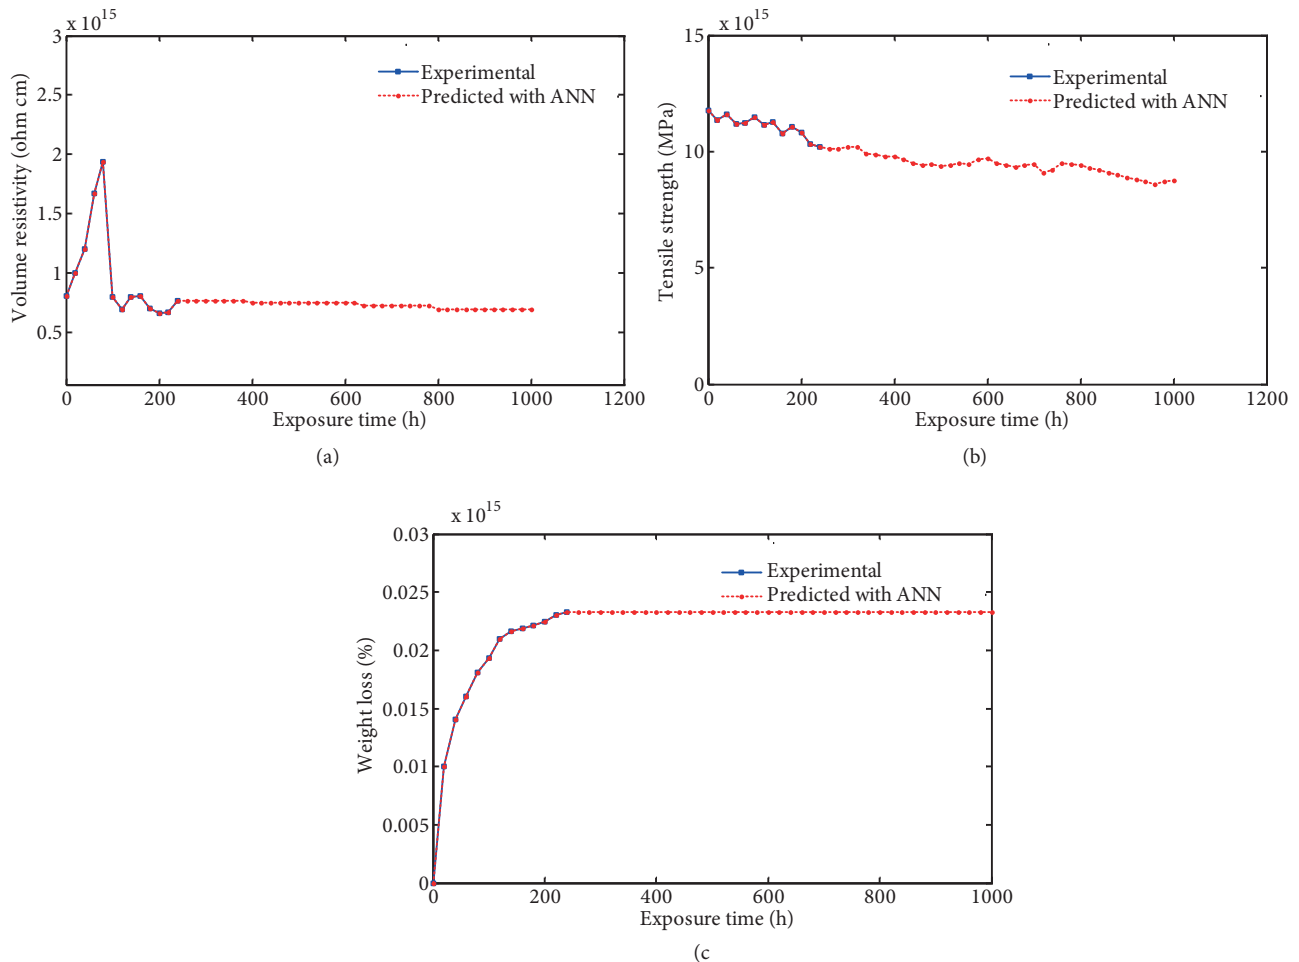 x 10^15
3
2.5
2
1.5
1
0.5
Volume resistivity (ohm cm)
Experimental
Predicted with ANN
0 200 400 600 800 1000 1200
Exposure time (h)
(a)
x 10^15
15
10
5
0
Tensile strength (MPa)
Experimental
Predicted with ANN
0 200 400 600 800 1000 1200
Exposure time (h)
(b)
x 10^15
0.03
0.025
0.02
0.015
0.01
0.005
0
Weight loss (%)
Experimental
Predicted with ANN
0 200 400 600 800 1000
Exposure time (h)
(c